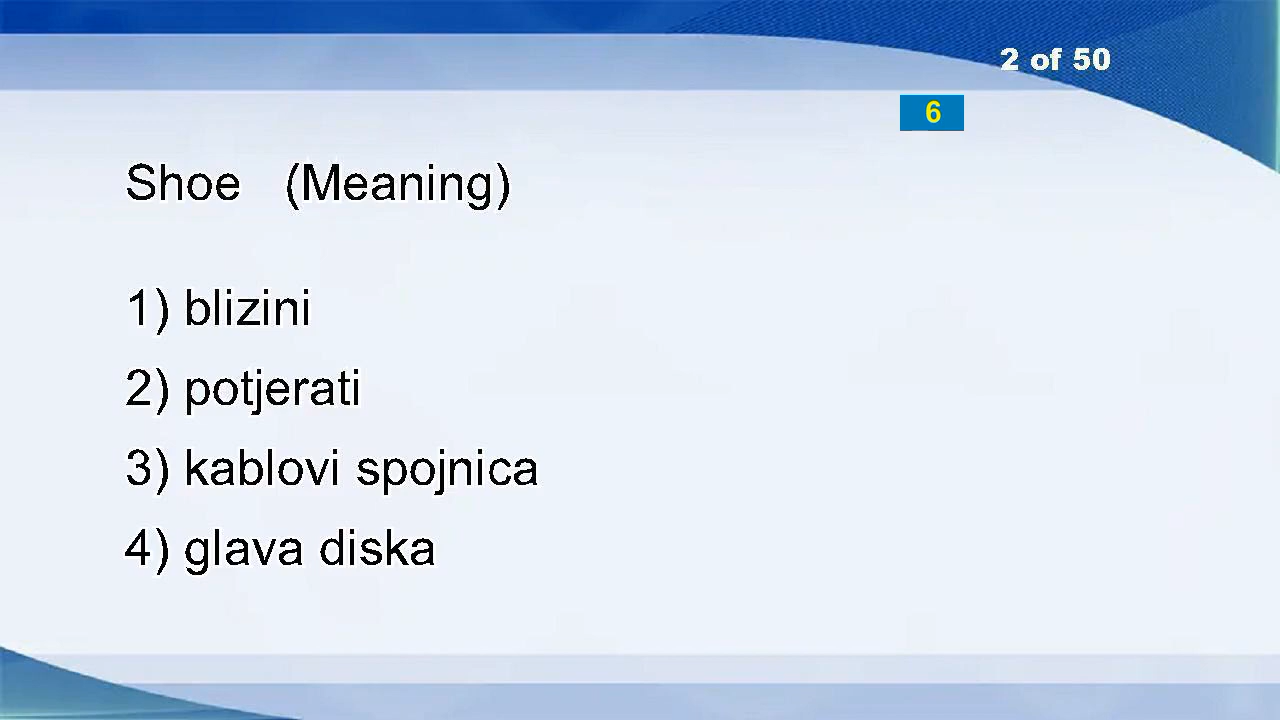 2 of 50
6
Shoe (Meaning)
1) blizini
2) potjerati
3) kablovi spojnica
4) glava diska